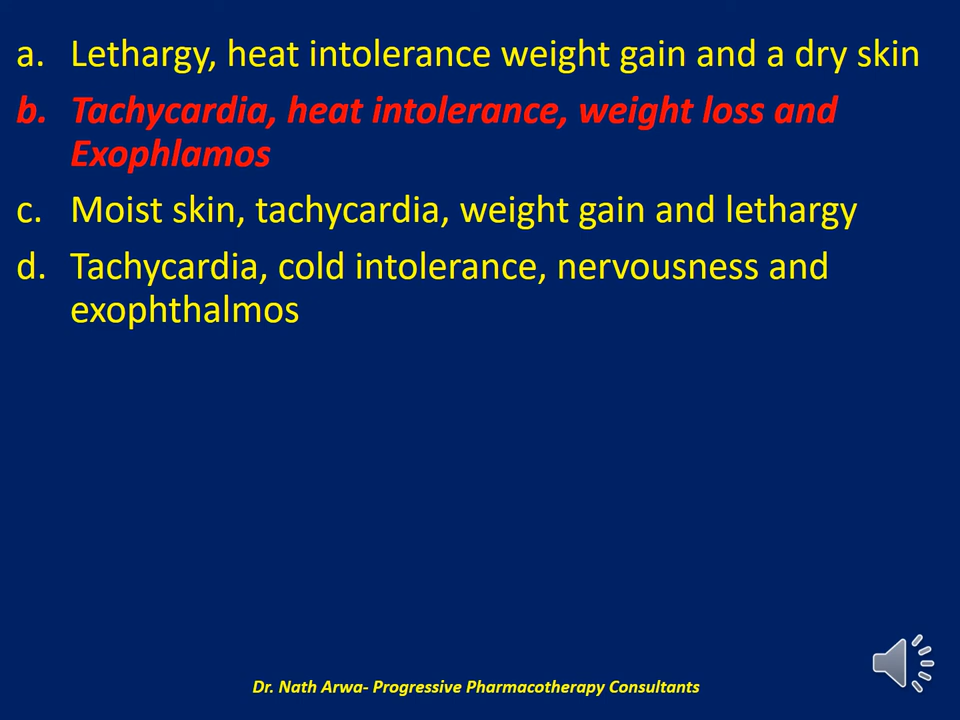 a. Lethargy, heat intolerance weight gain and a dry skin
b. Tachycardia, heat intolerance, weight loss and
Exophlamos
c. Moist skin, tachycardia, weight gain and lethargy
d. Tachycardia, cold intolerance, nervousness and
exophthalmos
Dr. Nath Arwa- Progressive Pharmacotherapy Consultants